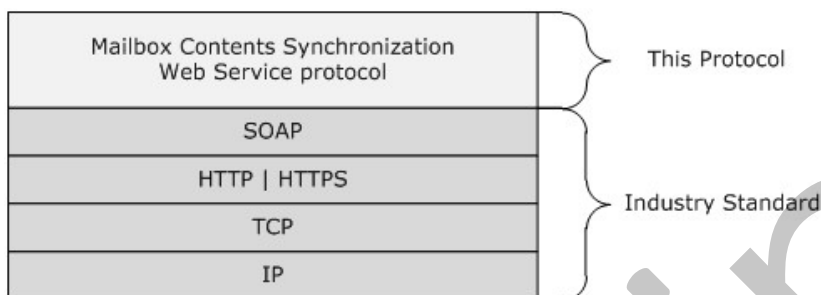 Mailbox Contents Synchronization
Web Service protocol
This Protocol
SOAP
HTTP | HTTPS
TCP
IP
Industry Standard